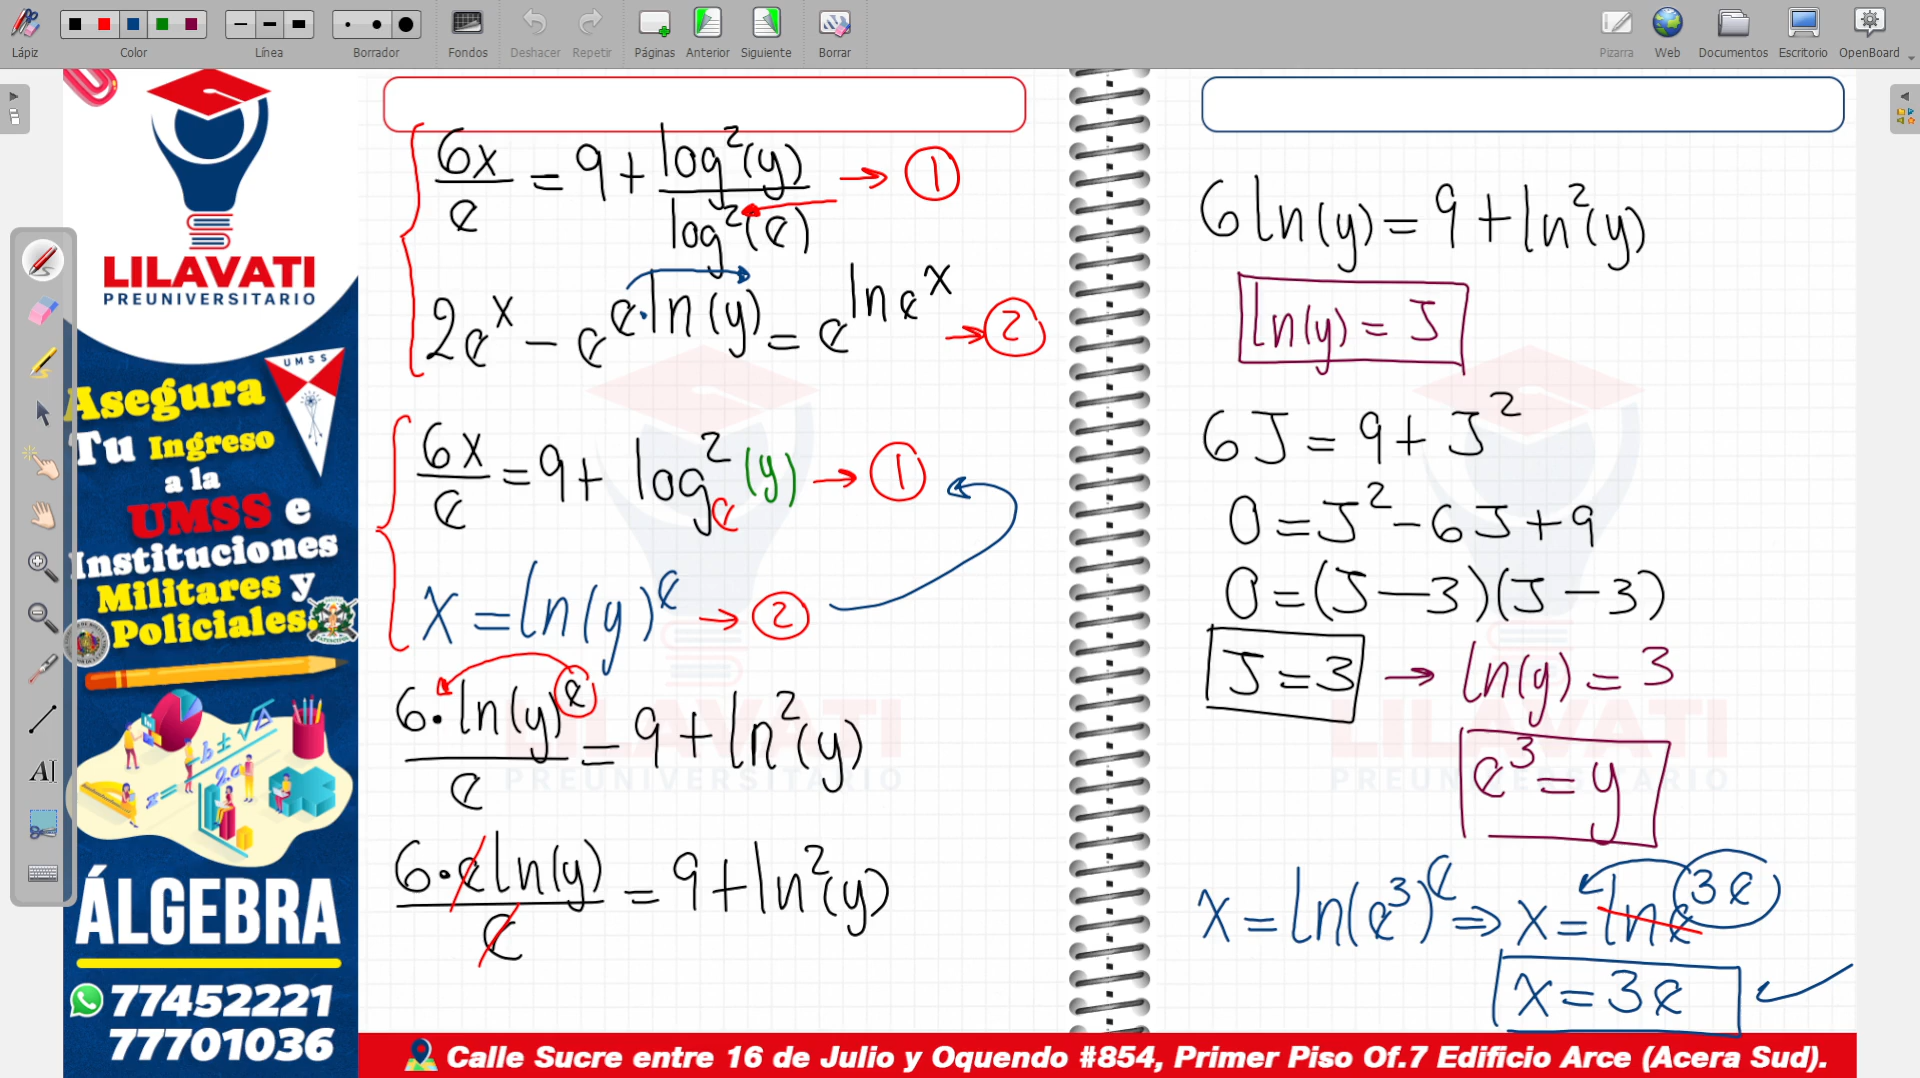 Lápiz
Color
Línea
Borrador
Fondos
Deshacer
Repetir
Páginas
Anterior
Siguiente
Borrar
Pizarra
Web
Documentos
Escritorio
OpenBoard
LILAVATI
PREUNIVERSITARIO
UMSS
Asegura
Tu Ingreso
a la
UMSS e
Instituciones
Militares y
Policiales.
ÁLGEBRA
77452221
77701036
6x/e = 9 + log²(y)/log²(e) → ①
2e^x - e^(e·ln(y)) = e^(ln e^x) → ②
6x/e = 9 + log²_e (y) → ①
x = ln(y)^e → ②
6·ln(y)^e / e = 9 + ln²(y)
6·e ln(y) / e = 9 + ln²(y)
6 ln(y) = 9 + ln²(y)
ln(y) = J
6J = 9 + J²
0 = J² - 6J + 9
0 = (J - 3)(J - 3)
J = 3 → ln(y) = 3
e³ = y
x = ln(e³)^e ⇒ x = ln e^(3e)
x = 3e
Calle Sucre entre 16 de Julio y Oquendo #854, Primer Piso Of.7 Edificio Arce (Acera Sud).